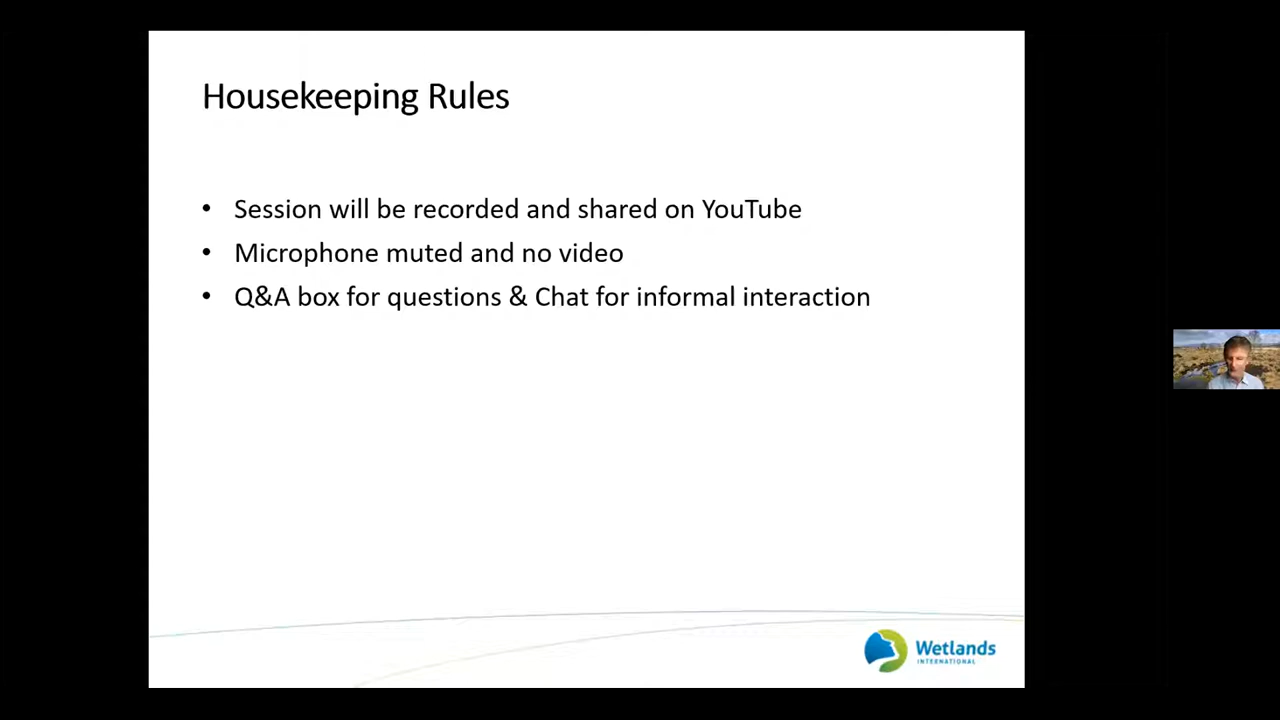 Housekeeping Rules
• Session will be recorded and shared on YouTube
• Microphone muted and no video
• Q&A box for questions & Chat for informal interaction
Wetlands
INTERNATIONAL